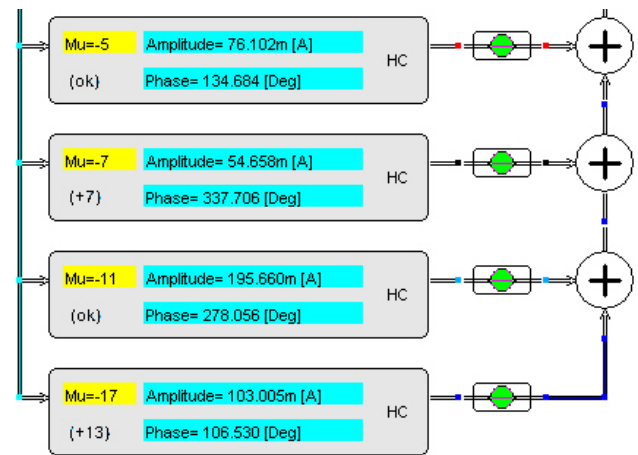 Mu=-5 Amplitude= 76.102m [A]
HC
(ok) Phase= 134.684 [Deg]
Mu=-7 Amplitude= 54.658m [A]
HC
(+7) Phase= 337.706 [Deg]
Mu=-11 Amplitude= 195.660m [A]
HC
(ok) Phase= 278.056 [Deg]
Mu=-17 Amplitude= 103.005m [A]
HC
(+13) Phase= 106.530 [Deg]